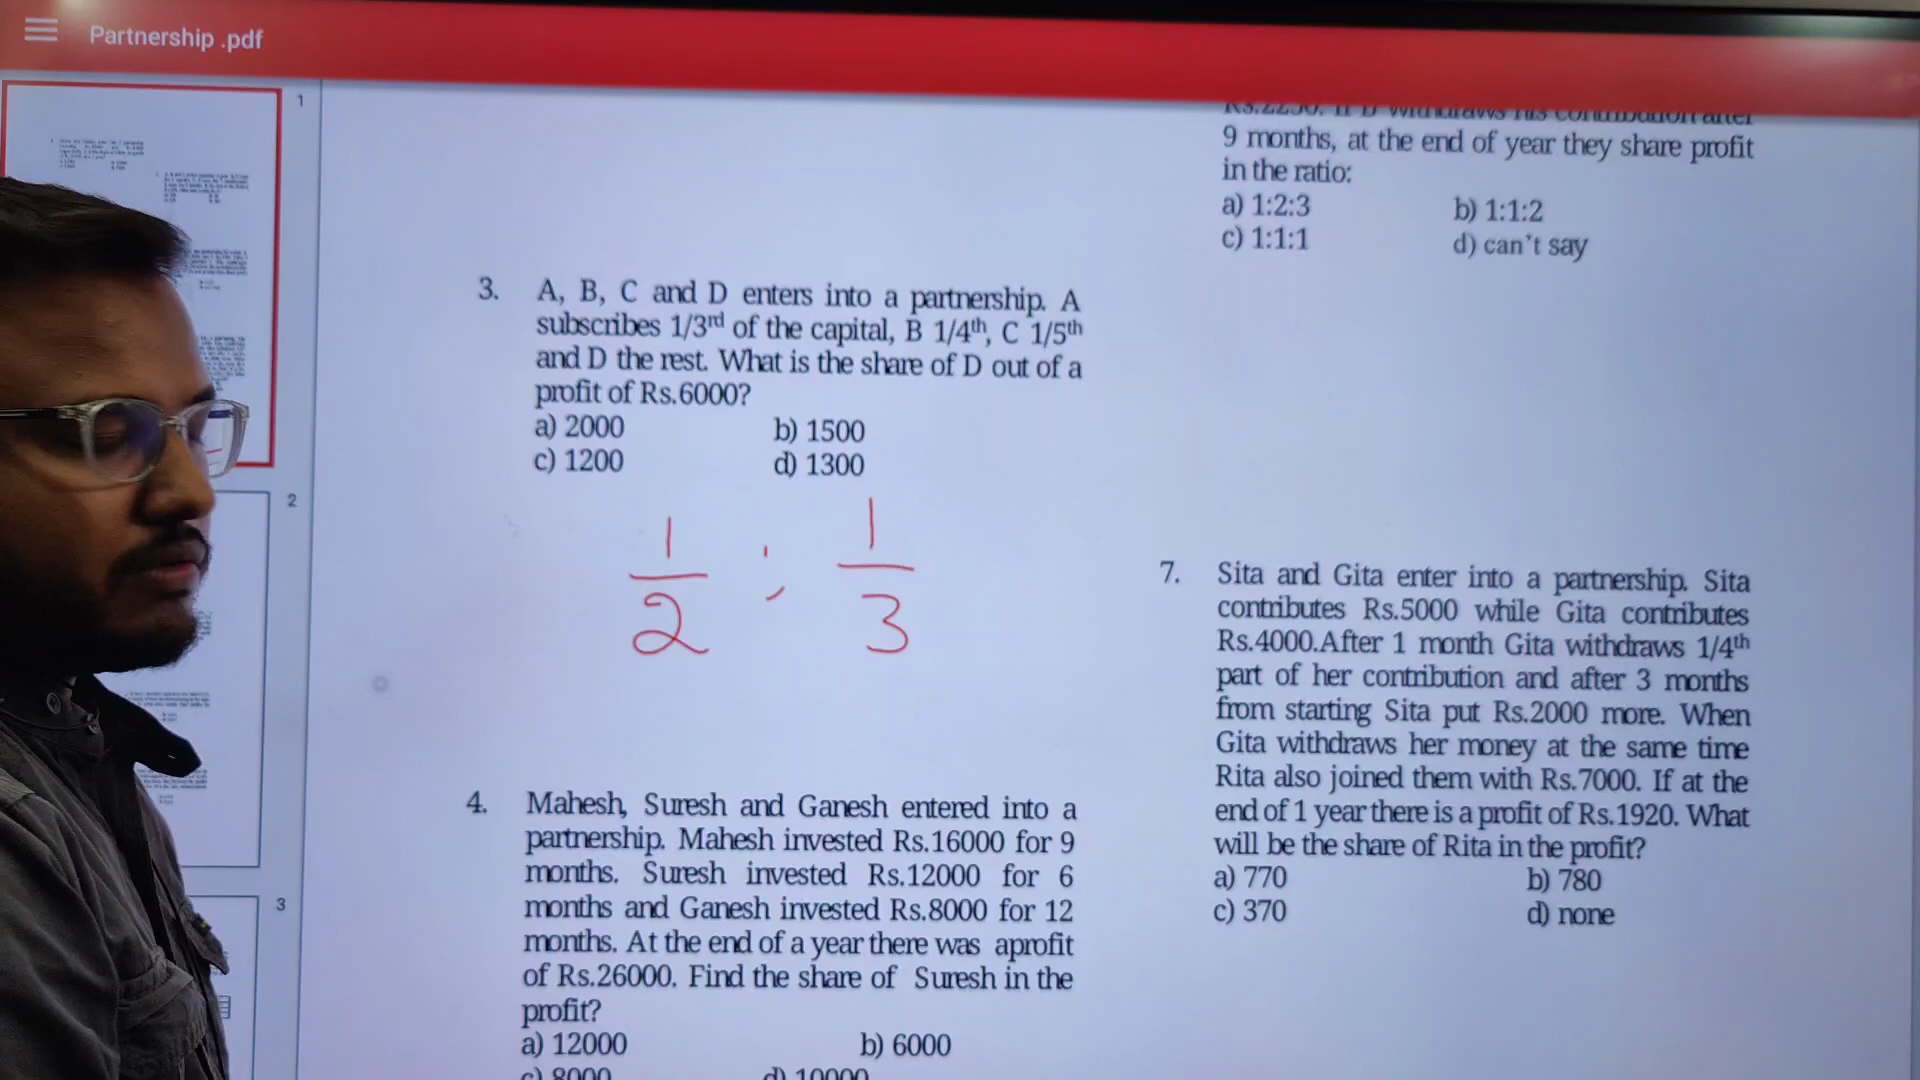 Partnership .pdf
1
2
3
9 months, at the end of year they share profit
in the ratio:
a) 1:2:3 b) 1:1:2
c) 1:1:1 d) can't say
3. A, B, C and D enters into a partnership. A
subscribes 1/3rd of the capital, B 1/4th, C 1/5th
and D the rest. What is the share of D out of a
profit of Rs.6000?
a) 2000 b) 1500
c) 1200 d) 1300
1/2 : 1/3
4. Mahesh, Suresh and Ganesh entered into a
partnership. Mahesh invested Rs.16000 for 9
months. Suresh invested Rs.12000 for 6
months and Ganesh invested Rs.8000 for 12
months. At the end of a year there was aprofit
of Rs.26000. Find the share of Suresh in the
profit?
a) 12000 b) 6000
c) 8000 d) 10000
7. Sita and Gita enter into a partnership. Sita
contributes Rs.5000 while Gita contributes
Rs.4000.After 1 month Gita withdraws 1/4th
part of her contribution and after 3 months
from starting Sita put Rs.2000 more. When
Gita withdraws her money at the same time
Rita also joined them with Rs.7000. If at the
end of 1 year there is a profit of Rs.1920. What
will be the share of Rita in the profit?
a) 770 b) 780
c) 370 d) none